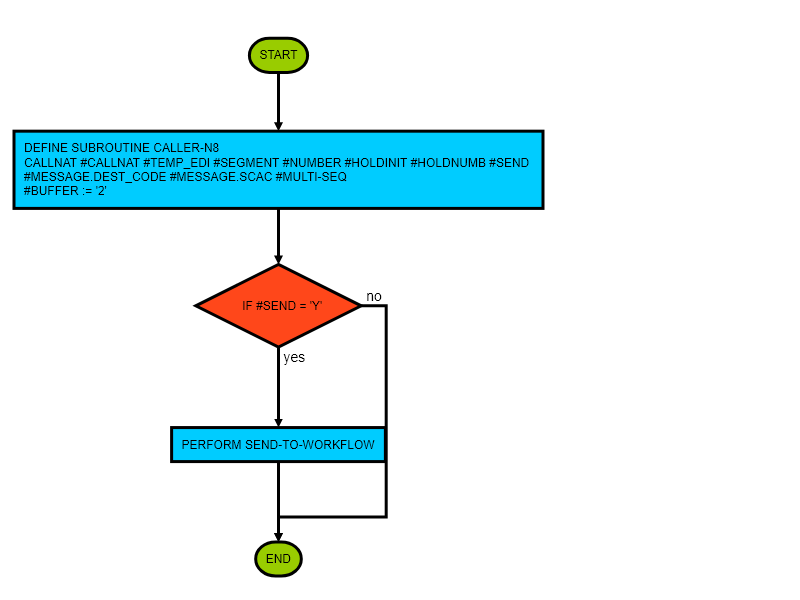 START
DEFINE SUBROUTINE CALLER-N8
CALLNAT #CALLNAT #TEMP_EDI #SEGMENT #NUMBER #HOLDINIT #HOLDNUMB #SEND
#MESSAGE.DEST_CODE #MESSAGE.SCAC #MULTI-SEQ
#BUFFER := '2'
no
IF #SEND = 'Y'
yes
PERFORM SEND-TO-WORKFLOW
END